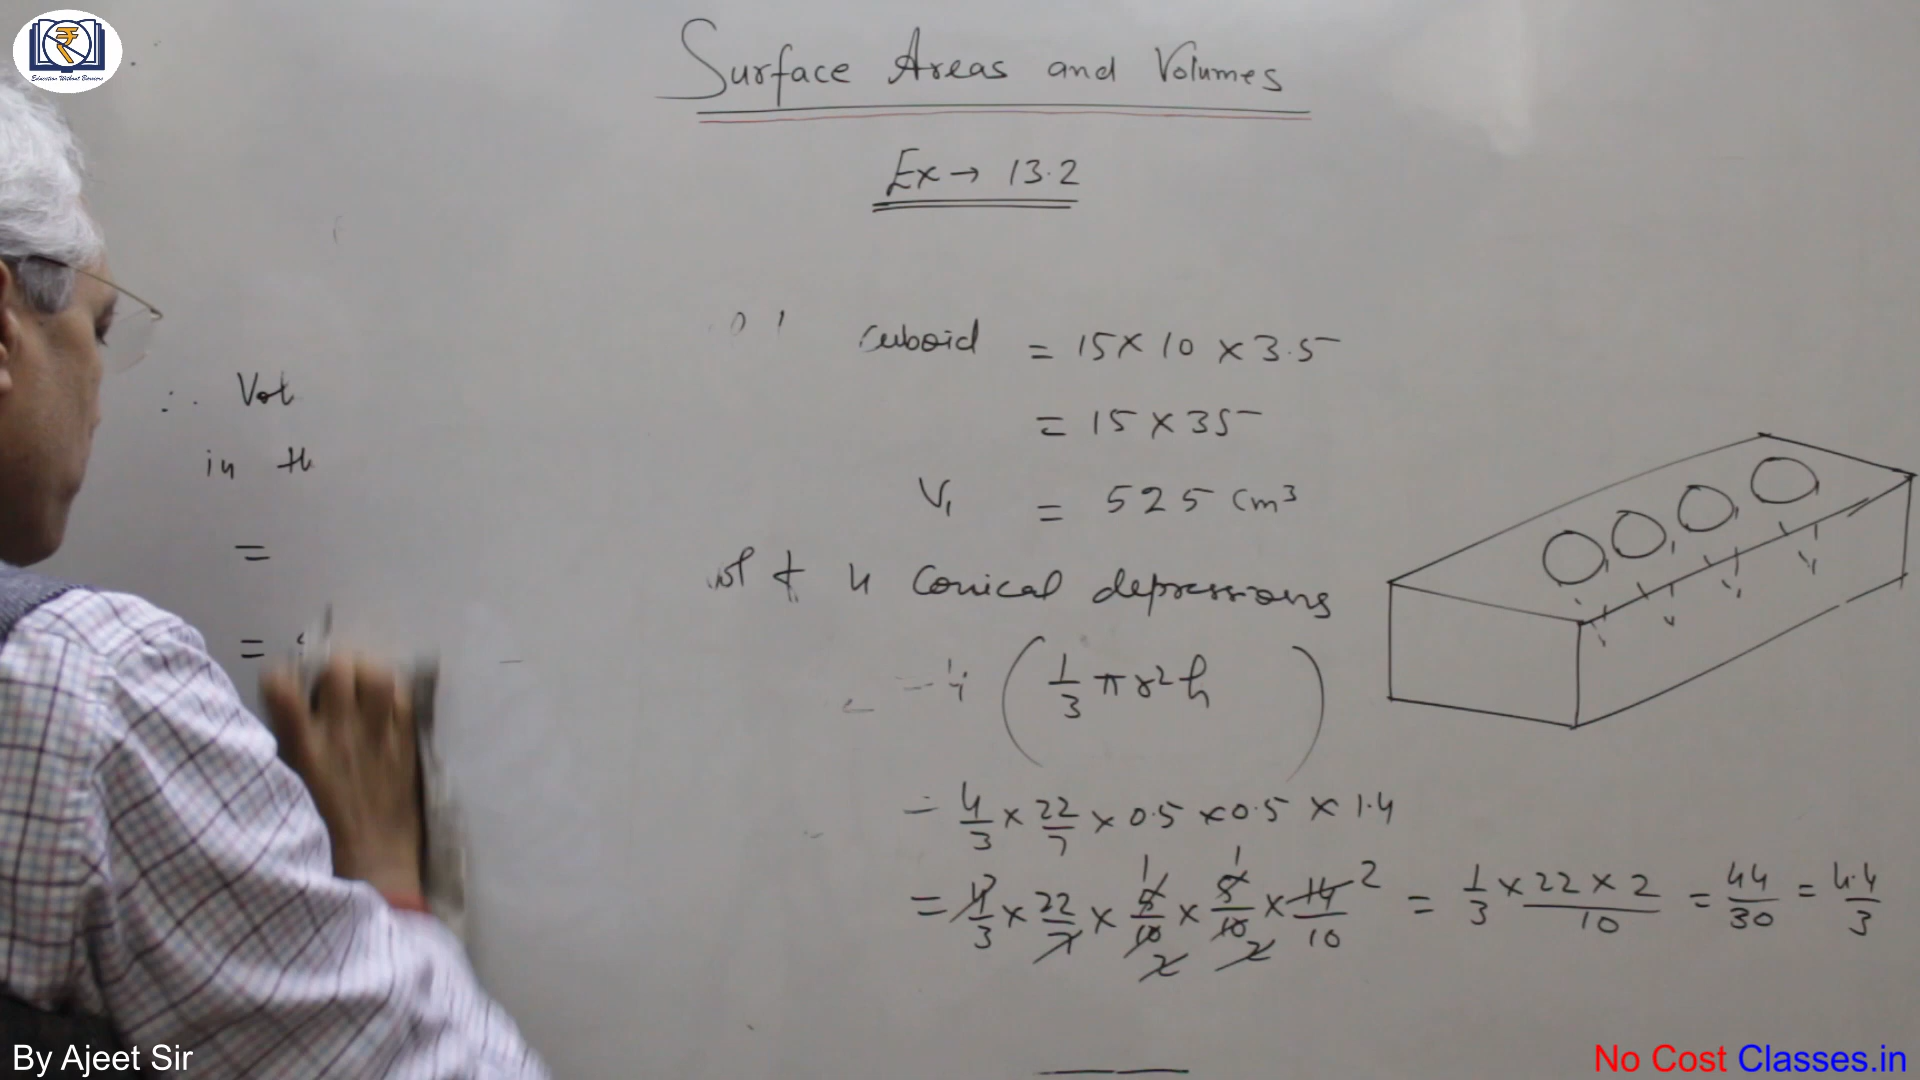 Education Without Barriers
Surface Areas and Volumes
Ex → 13.2
cuboid = 15 × 10 × 3.5
= 15 × 35
V₁ = 525 cm³
∴ Vol
in th
=
=
4 conical depressions
= 4 (1/3 πr²h)
= 4/3 × 22/7 × 0.5 × 0.5 × 1.4
= 4/3 × 22/7 × 5/10 × 5/10 × 14/10 = 1/3 × 22 × 2/10 = 44/30 = 4.4/3
By Ajeet Sir
No Cost Classes.in